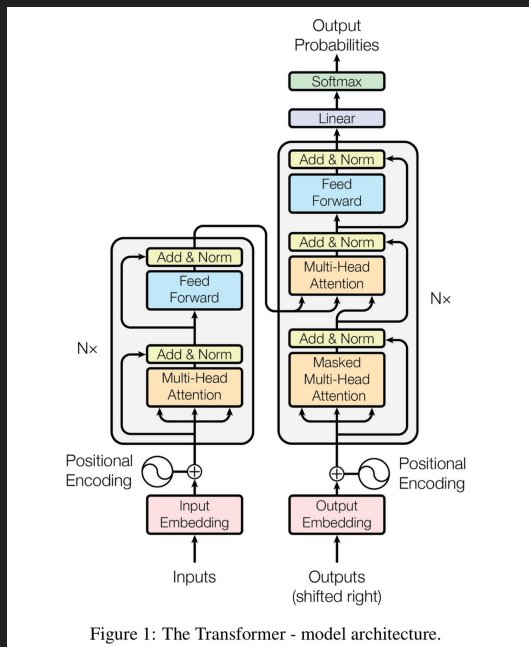 Output
Probabilities
Softmax
Linear
Add & Norm
Feed
Forward
Add & Norm
Multi-Head
Attention
Add & Norm
Masked
Multi-Head
Attention
N×
Add & Norm
Feed
Forward
Add & Norm
Multi-Head
Attention
N×
Positional
Encoding
Positional
Encoding
Input
Embedding
Output
Embedding
Inputs
Outputs
(shifted right)
Figure 1: The Transformer - model architecture.